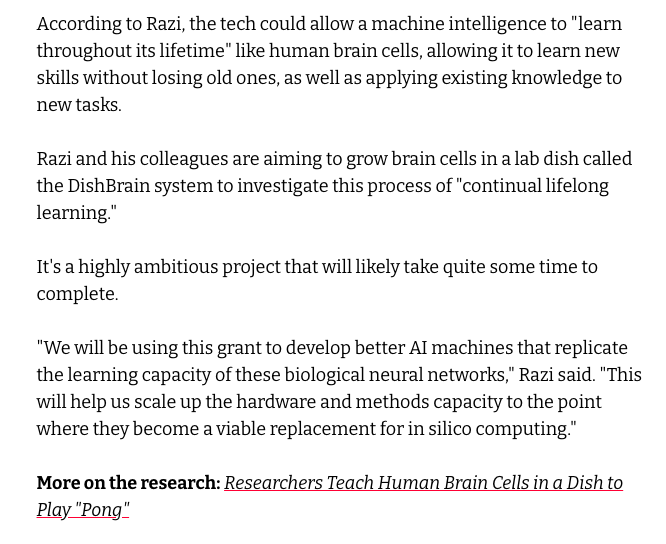 According to Razi, the tech could allow a machine intelligence to "learn
throughout its lifetime" like human brain cells, allowing it to learn new
skills without losing old ones, as well as applying existing knowledge to
new tasks.
Razi and his colleagues are aiming to grow brain cells in a lab dish called
the DishBrain system to investigate this process of "continual lifelong
learning."
It's a highly ambitious project that will likely take quite some time to
complete.
"We will be using this grant to develop better AI machines that replicate
the learning capacity of these biological neural networks," Razi said. "This
will help us scale up the hardware and methods capacity to the point
where they become a viable replacement for in silico computing."
More on the research: Researchers Teach Human Brain Cells in a Dish to
Play "Pong"